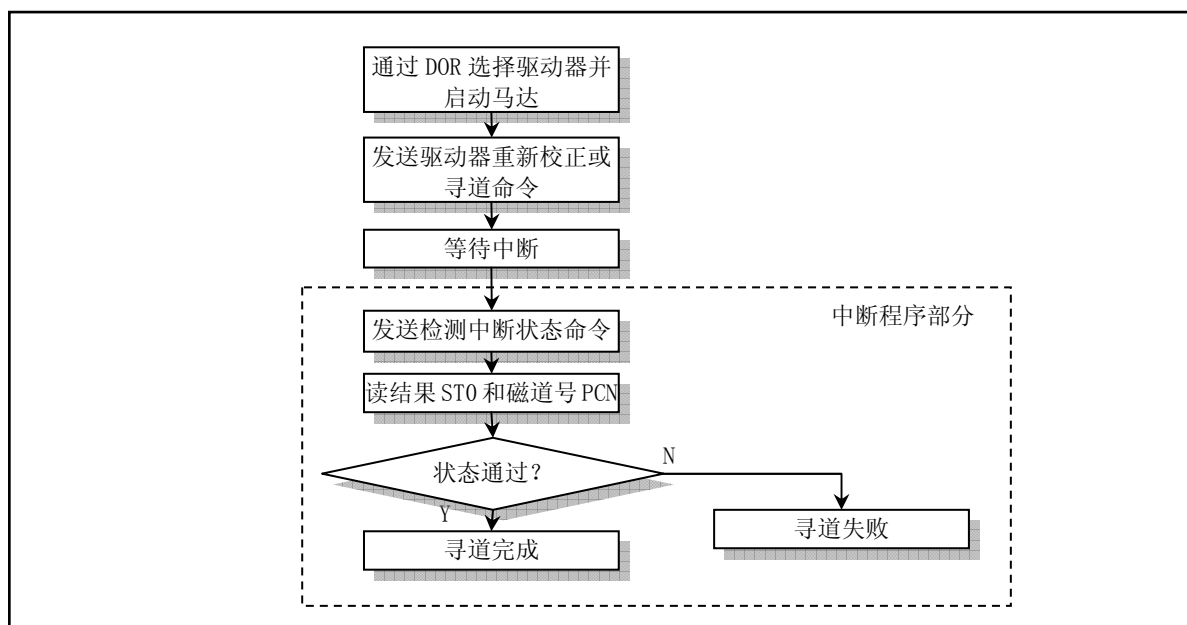 通过 DOR 选择驱动器并
启动马达
发送驱动器重新校正或
寻道命令
等待中断
中断程序部分
发送检测中断状态命令
读结果 ST0 和磁道号 PCN
状态通过？
N
Y
寻道完成
寻道失败